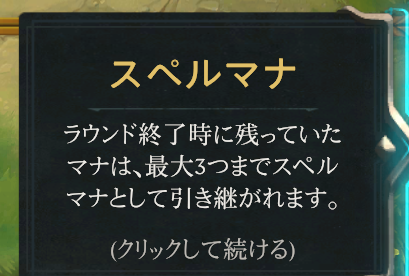 スペルマナ
ラウンド終了時に残っていた
マナは、最大3つまでスペル
マナとして引き継がれます。
(クリックして続ける)